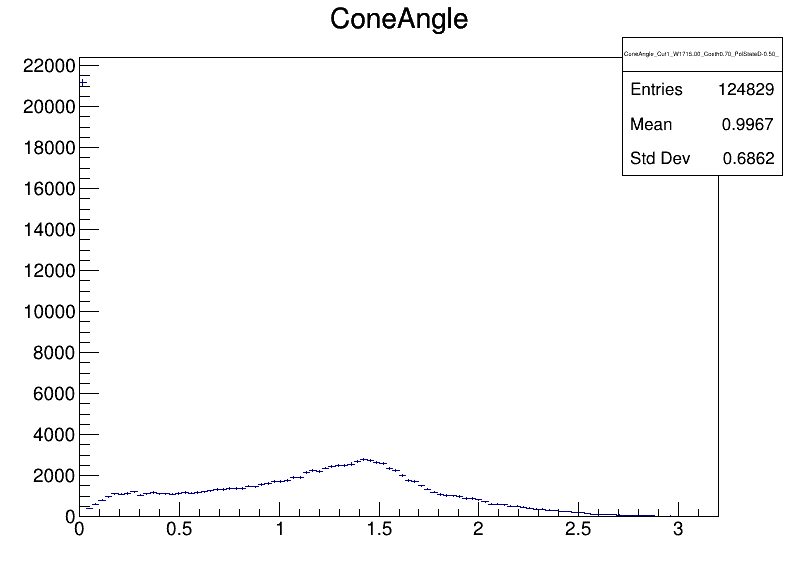 ConeAngle
ConeAngle_Cut1_W1715.00_Costh0.70_PolStateD-0.50_
Entries 124829
Mean 0.9967
Std Dev 0.6862
22000
20000
18000
16000
14000
12000
10000
8000
6000
4000
2000
0
0 0.5 1 1.5 2 2.5 3